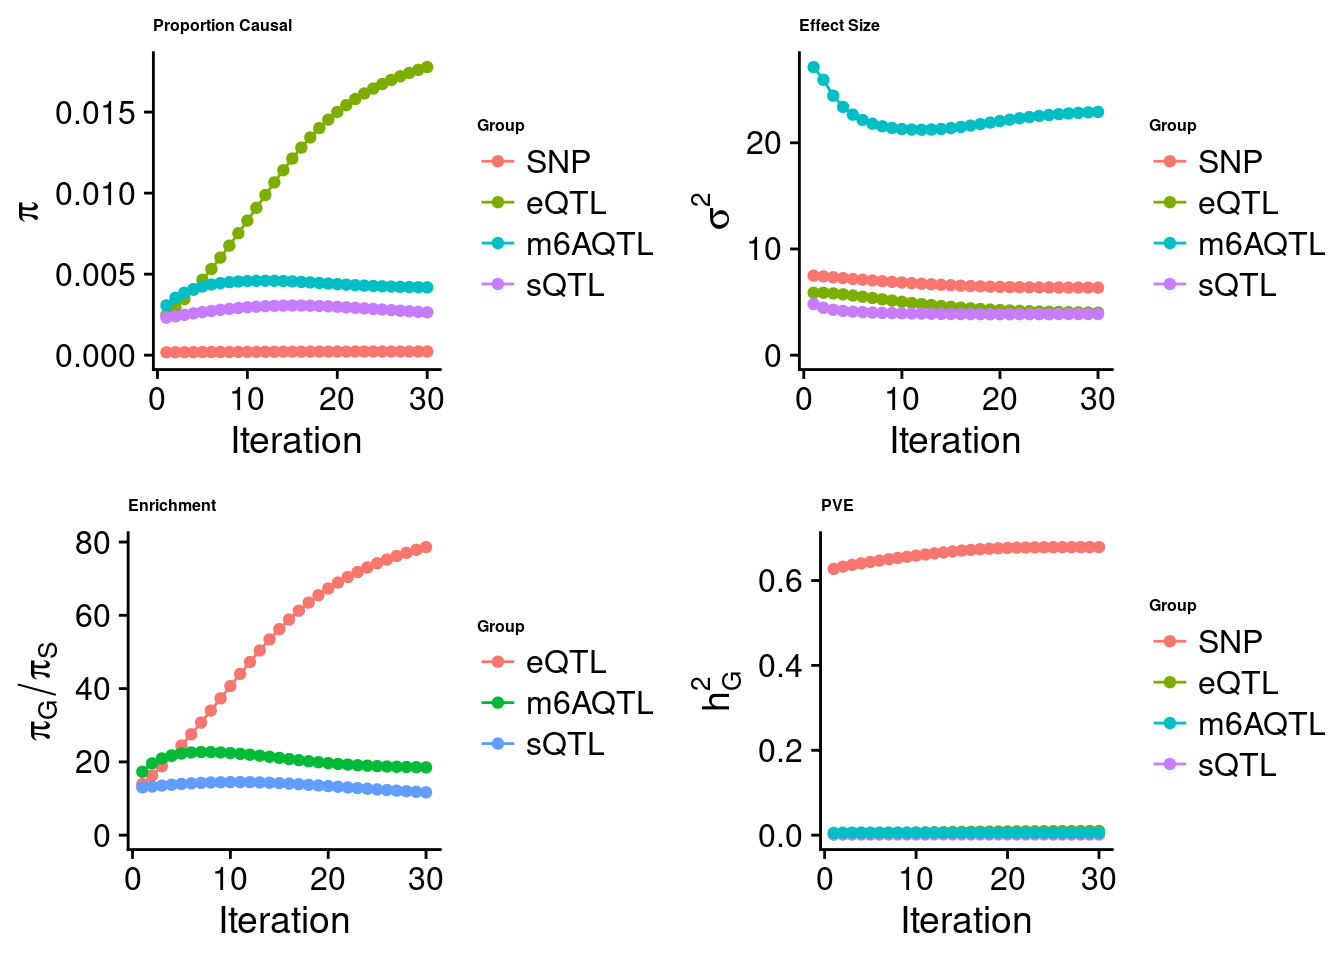 Proportion Causal
π
0.015
0.010
0.005
0.000
0 10 20 30
Iteration
Group
SNP
eQTL
m6AQTL
sQTL
Effect Size
σ²
20
10
0
0 10 20 30
Iteration
Group
SNP
eQTL
m6AQTL
sQTL
Enrichment
π_G/π_S
80
60
40
20
0
0 10 20 30
Iteration
Group
eQTL
m6AQTL
sQTL
PVE
h²_G
0.6
0.4
0.2
0.0
0 10 20 30
Iteration
Group
SNP
eQTL
m6AQTL
sQTL